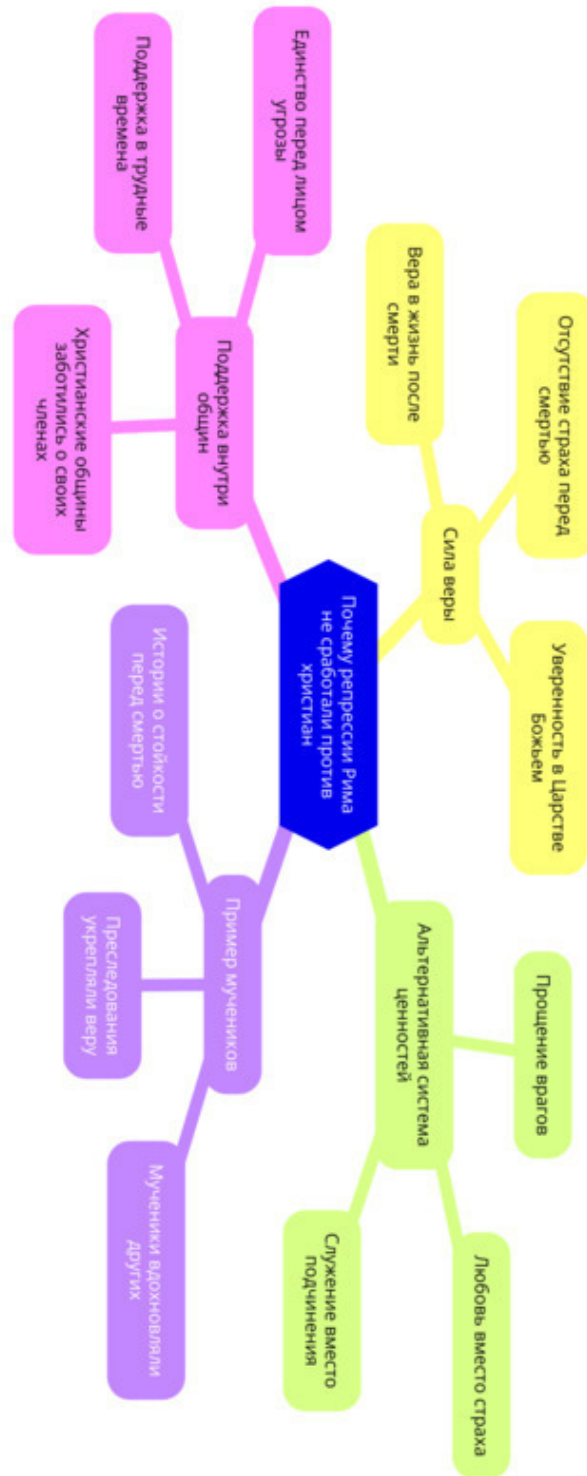 Почему репрессии Рима
не сработали против
христиан
Сила веры
Отсутствие страха перед
смертью
Вера в жизнь после
смерти
Уверенность в Царстве
Божьем
Альтернативная система
ценностей
Прощение врагов
Любовь вместо страха
Служение вместо
подчинения
Поддержка внутри
общин
Единство перед лицом
угрозы
Поддержка в трудные
времена
Христианские общины
заботились о своих
членах
Пример мучеников
Истории о стойкости
перед смертью
Преследования
укрепляли веру
Мученики вдохновляли
других